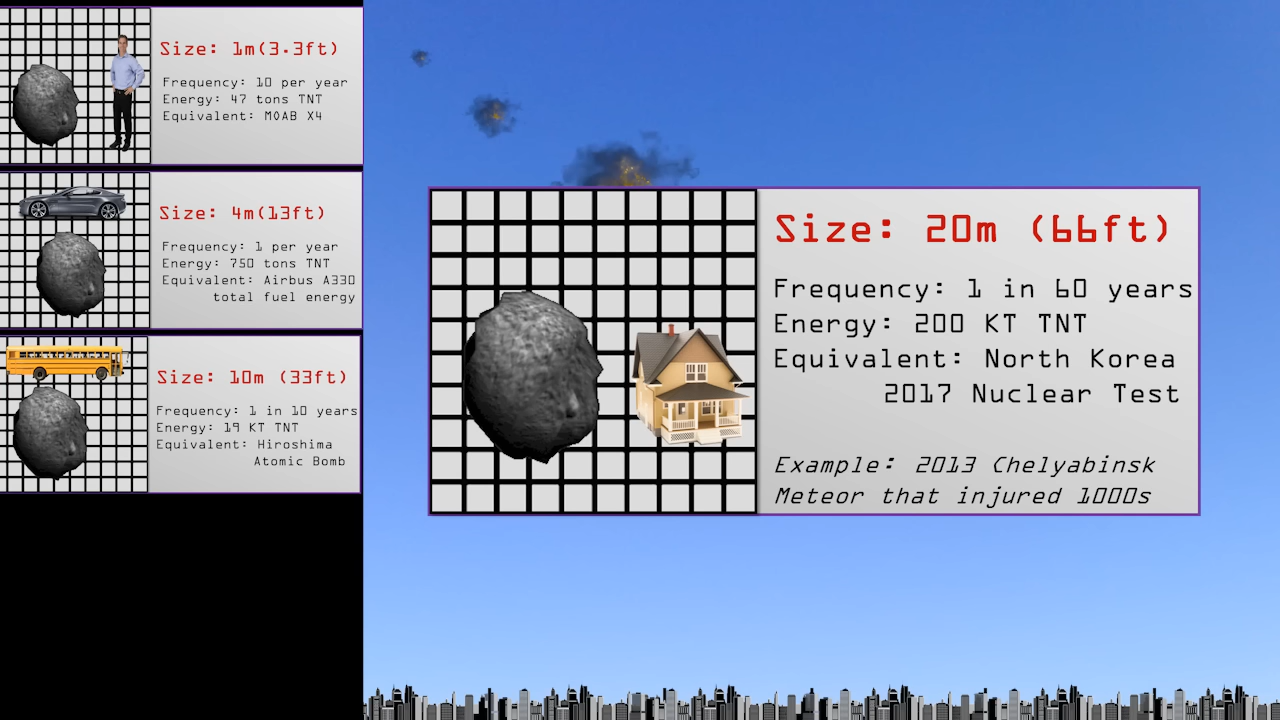 Size: 1m(3.3ft)
Frequency: 10 per year
Energy: 47 tons TNT
Equivalent: MOAB X4
Size: 4m(13ft)
Frequency: 1 per year
Energy: 750 tons TNT
Equivalent: Airbus A330
total fuel energy
Size: 10m (33ft)
Frequency: 1 in 10 years
Energy: 19 KT TNT
Equivalent: Hiroshima
Atomic Bomb
Size: 20m (66ft)
Frequency: 1 in 60 years
Energy: 200 KT TNT
Equivalent: North Korea
2017 Nuclear Test
Example: 2013 Chelyabinsk
Meteor that injured 1000s